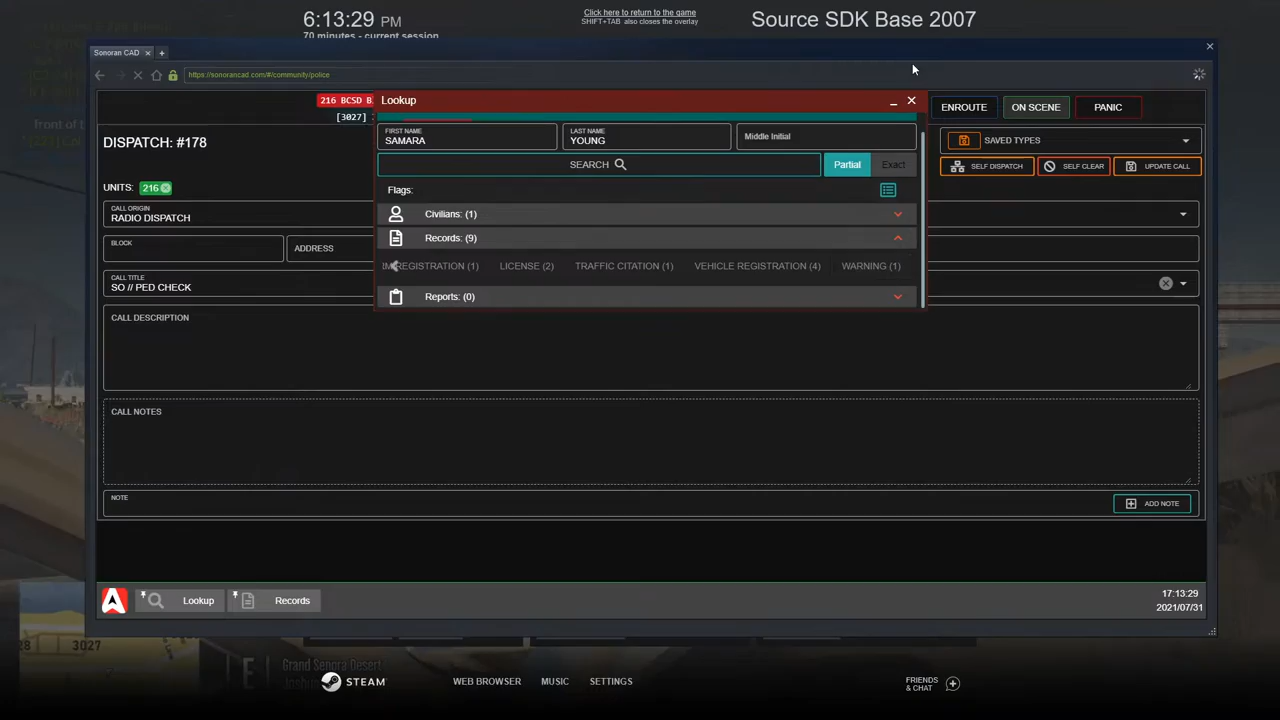 6:13:29 PM
70 minutes - current session
Click here to return to the game
SHIFT+TAB also closes the overlay
Source SDK Base 2007
Sonoran CAD
https://sonorancad.com/#/community/police
216 BCSD B
[3027]
Lookup
ENROUTE
ON SCENE
PANIC
DISPATCH: #178
FIRST NAME
SAMARA
LAST NAME
YOUNG
Middle Initial
SAVED TYPES
SEARCH
Partial
Exact
SELF DISPATCH
SELF CLEAR
UPDATE CALL
UNITS: 216
Flags:
CALL ORIGIN
RADIO DISPATCH
Civilians: (1)
Records: (9)
BLOCK
ADDRESS
REGISTRATION (1)
LICENSE (2)
TRAFFIC CITATION (1)
VEHICLE REGISTRATION (4)
WARNING (1)
CALL TITLE
SO // PED CHECK
Reports: (0)
CALL DESCRIPTION
CALL NOTES
NOTE
ADD NOTE
Lookup
Records
17:13:29
2021/07/31
3027
Grand Senora Desert
STEAM
WEB BROWSER
MUSIC
SETTINGS
FRIENDS
& CHAT